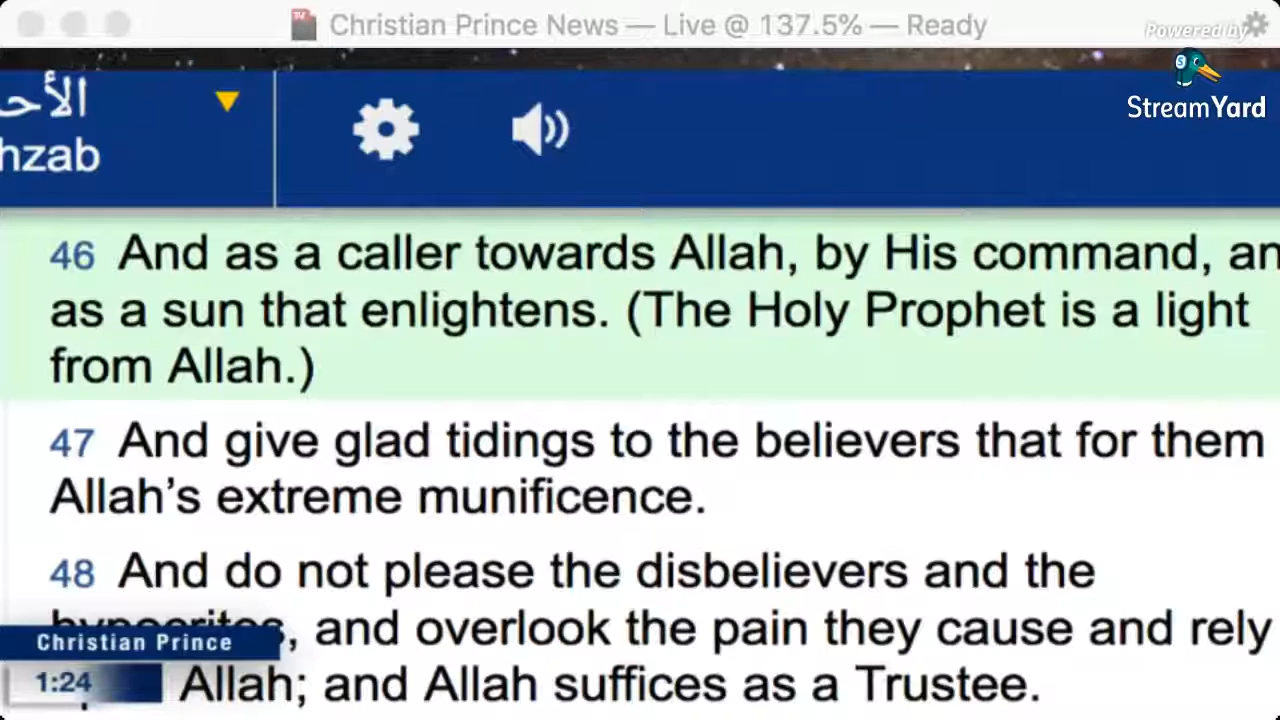 Christian Prince News — Live @ 137.5% — Ready
Powered by
StreamYard
الأح
hzab
46 And as a caller towards Allah, by His command, an
as a sun that enlightens. (The Holy Prophet is a light
from Allah.)
47 And give glad tidings to the believers that for them
Allah’s extreme munificence.
48 And do not please the disbelievers and the
hypocrites, and overlook the pain they cause and rely
Allah; and Allah suffices as a Trustee.
Christian Prince
1:24